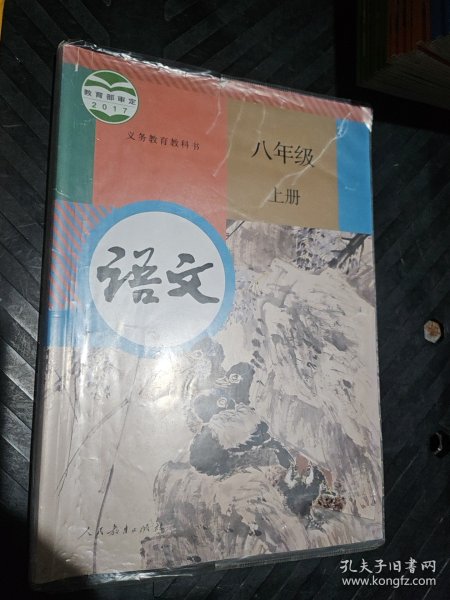 教育部审定
2017
义务教育教科书
八年级
上册
语文
人民教育出版社
孔夫子旧书网
www.kongfz.com